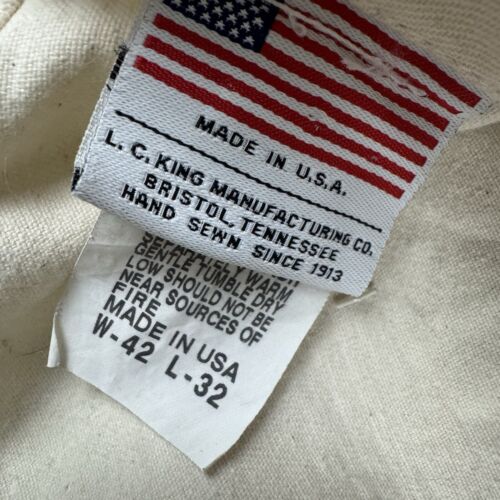 MADE IN U.S.A.
L. C. KING MANUFACTURING CO.
BRISTOL, TENNESSEE
HAND SEWN SINCE 1913
WARM
GENTLE TUMBLE DRY
LOW SHOULD NOT BE
NEAR SOURCES OF
FIRE
MADE IN USA
W-42 L-32